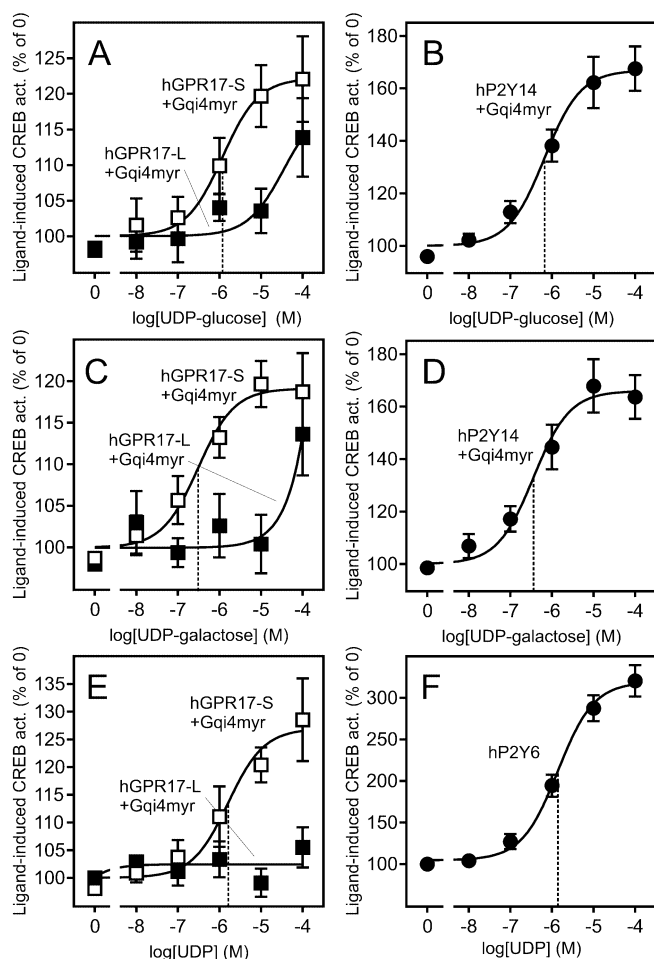 A
Ligand-induced CREB act. (% of 0)
125
120
115
110
105
100
hGPR17-S
+Gqi4myr
hGPR17-L
+Gqi4myr
0 -8 -7 -6 -5 -4
log[UDP-glucose] (M)
B
Ligand-induced CREB act. (% of 0)
180
160
140
120
100
hP2Y14
+Gqi4myr
0 -8 -7 -6 -5 -4
log[UDP-glucose] (M)
C
Ligand-induced CREB act. (% of 0)
120
115
110
105
100
hGPR17-S
+Gqi4myr
hGPR17-L
+Gqi4myr
0 -8 -7 -6 -5 -4
log[UDP-galactose] (M)
D
Ligand-induced CREB act. (% of 0)
180
160
140
120
100
hP2Y14
+Gqi4myr
0 -8 -7 -6 -5 -4
log[UDP-galactose] (M)
E
Ligand-induced CREB act. (% of 0)
135
130
125
120
115
110
105
100
hGPR17-S
+Gqi4myr
hGPR17-L
+Gqi4myr
0 -8 -7 -6 -5 -4
log[UDP] (M)
F
Ligand-induced CREB act. (% of 0)
300
250
200
150
100
50
hP2Y6
0 -8 -7 -6 -5 -4
log[UDP] (M)